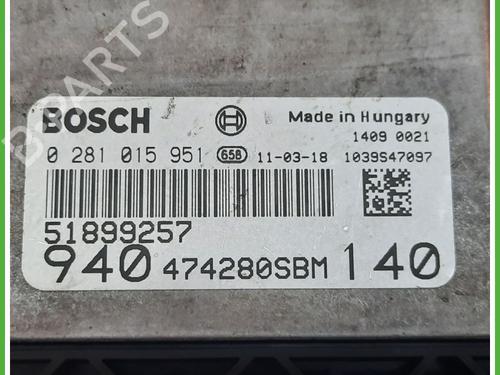 B PARTS
BOSCH
Made in Hungary
1409 0021
0 281 015 951 658 11-03-18 1039S47097
51899257
940 474280SBM 140